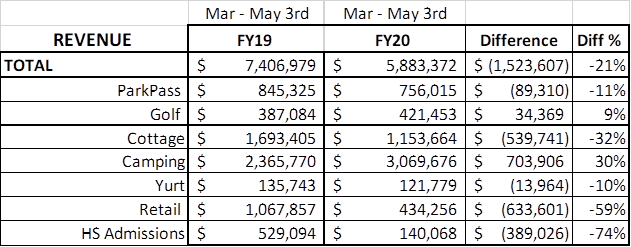 Mar - May 3rd Mar - May 3rd
REVENUE FY19 FY20 Difference Diff %
TOTAL $ 7,406,979 $ 5,883,372 $ (1,523,607) -21%
ParkPass $ 845,325 $ 756,015 $ (89,310) -11%
Golf $ 387,084 $ 421,453 $ 34,369 9%
Cottage $ 1,693,405 $ 1,153,664 $ (539,741) -32%
Camping $ 2,365,770 $ 3,069,676 $ 703,906 30%
Yurt $ 135,743 $ 121,779 $ (13,964) -10%
Retail $ 1,067,857 $ 434,256 $ (633,601) -59%
HS Admissions $ 529,094 $ 140,068 $ (389,026) -74%